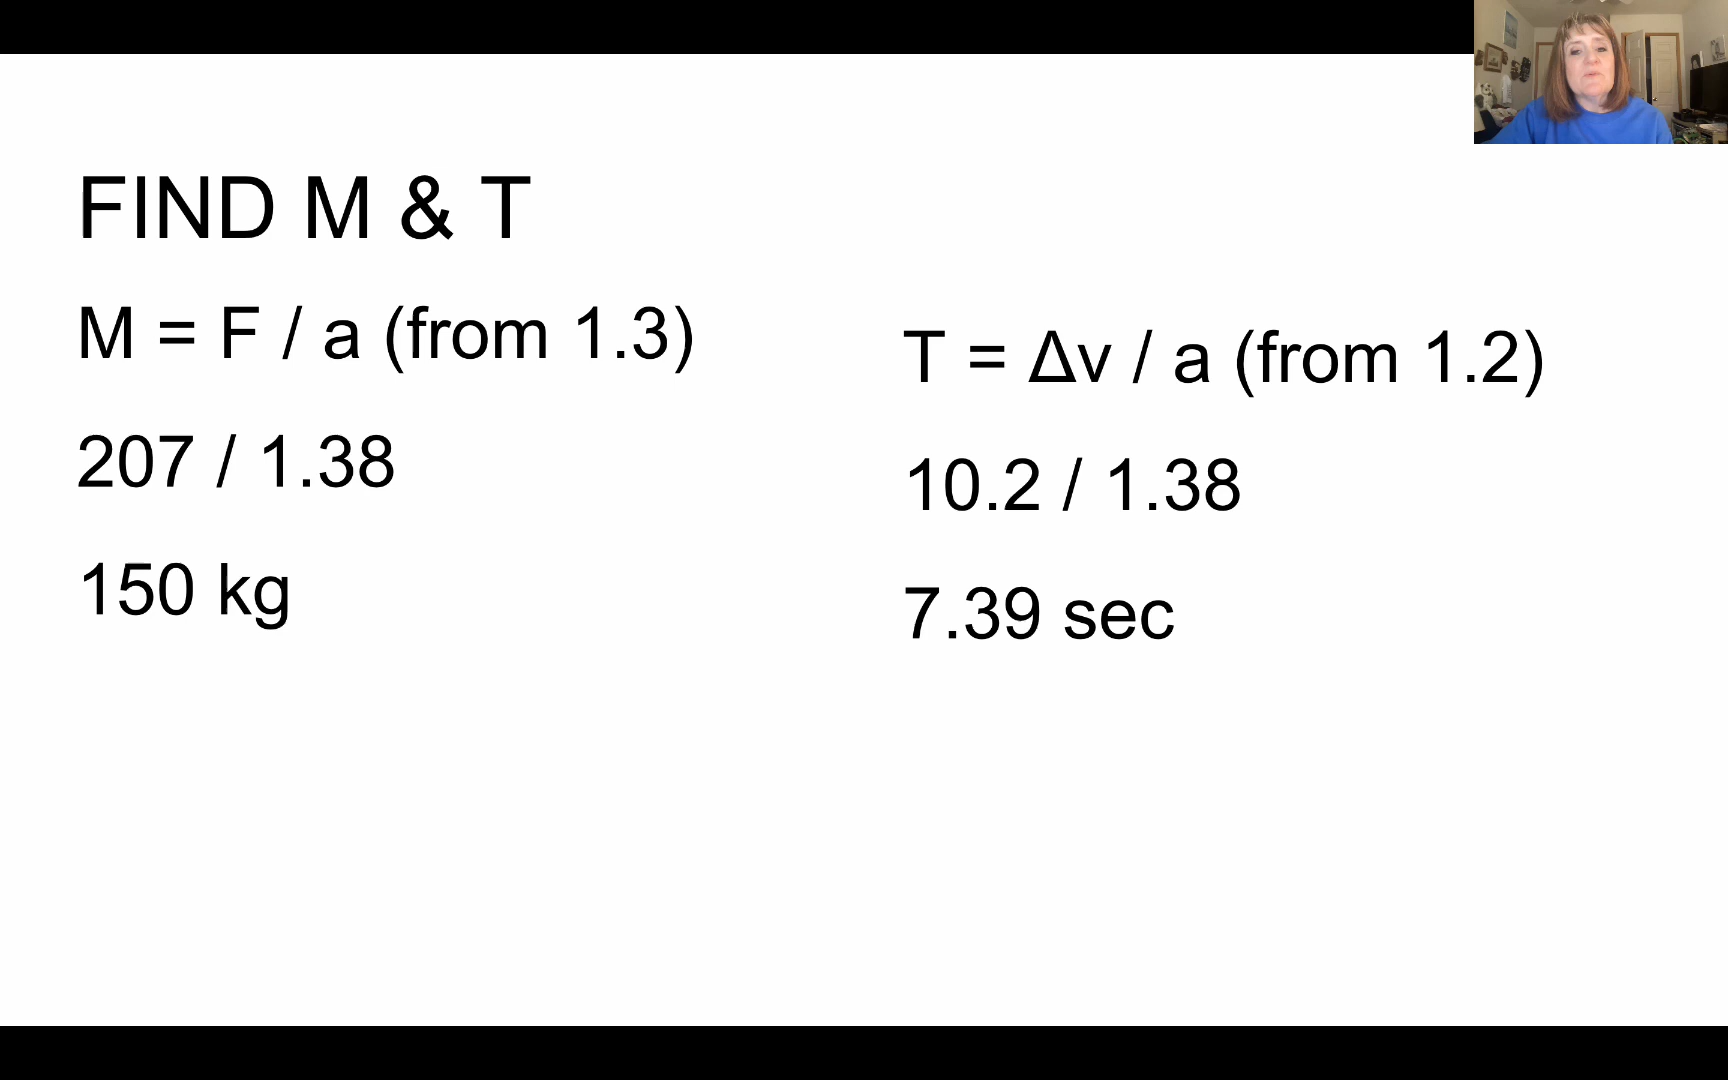 FIND M & T
M = F / a (from 1.3)
207 / 1.38
150 kg
T = Δv / a (from 1.2)
10.2 / 1.38
7.39 sec